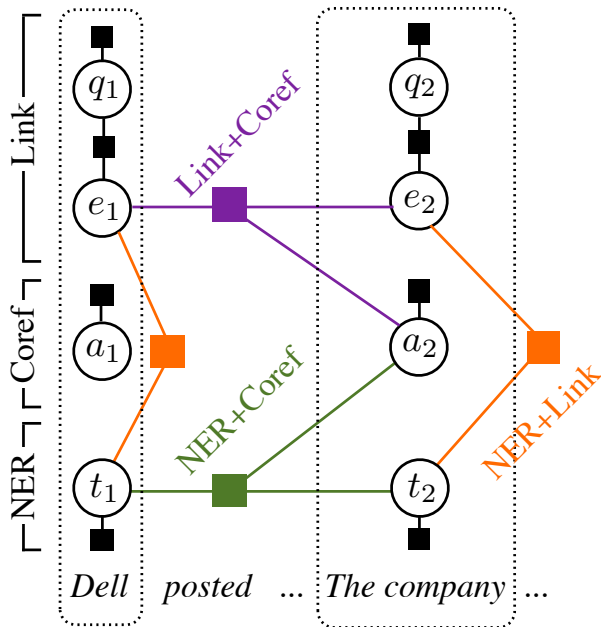 Link
Coref
NER
q1
q2
Link+Coref
e1
e2
a1
a2
NER+Coref
NER+Link
t1
t2
Dell posted ... The company ...